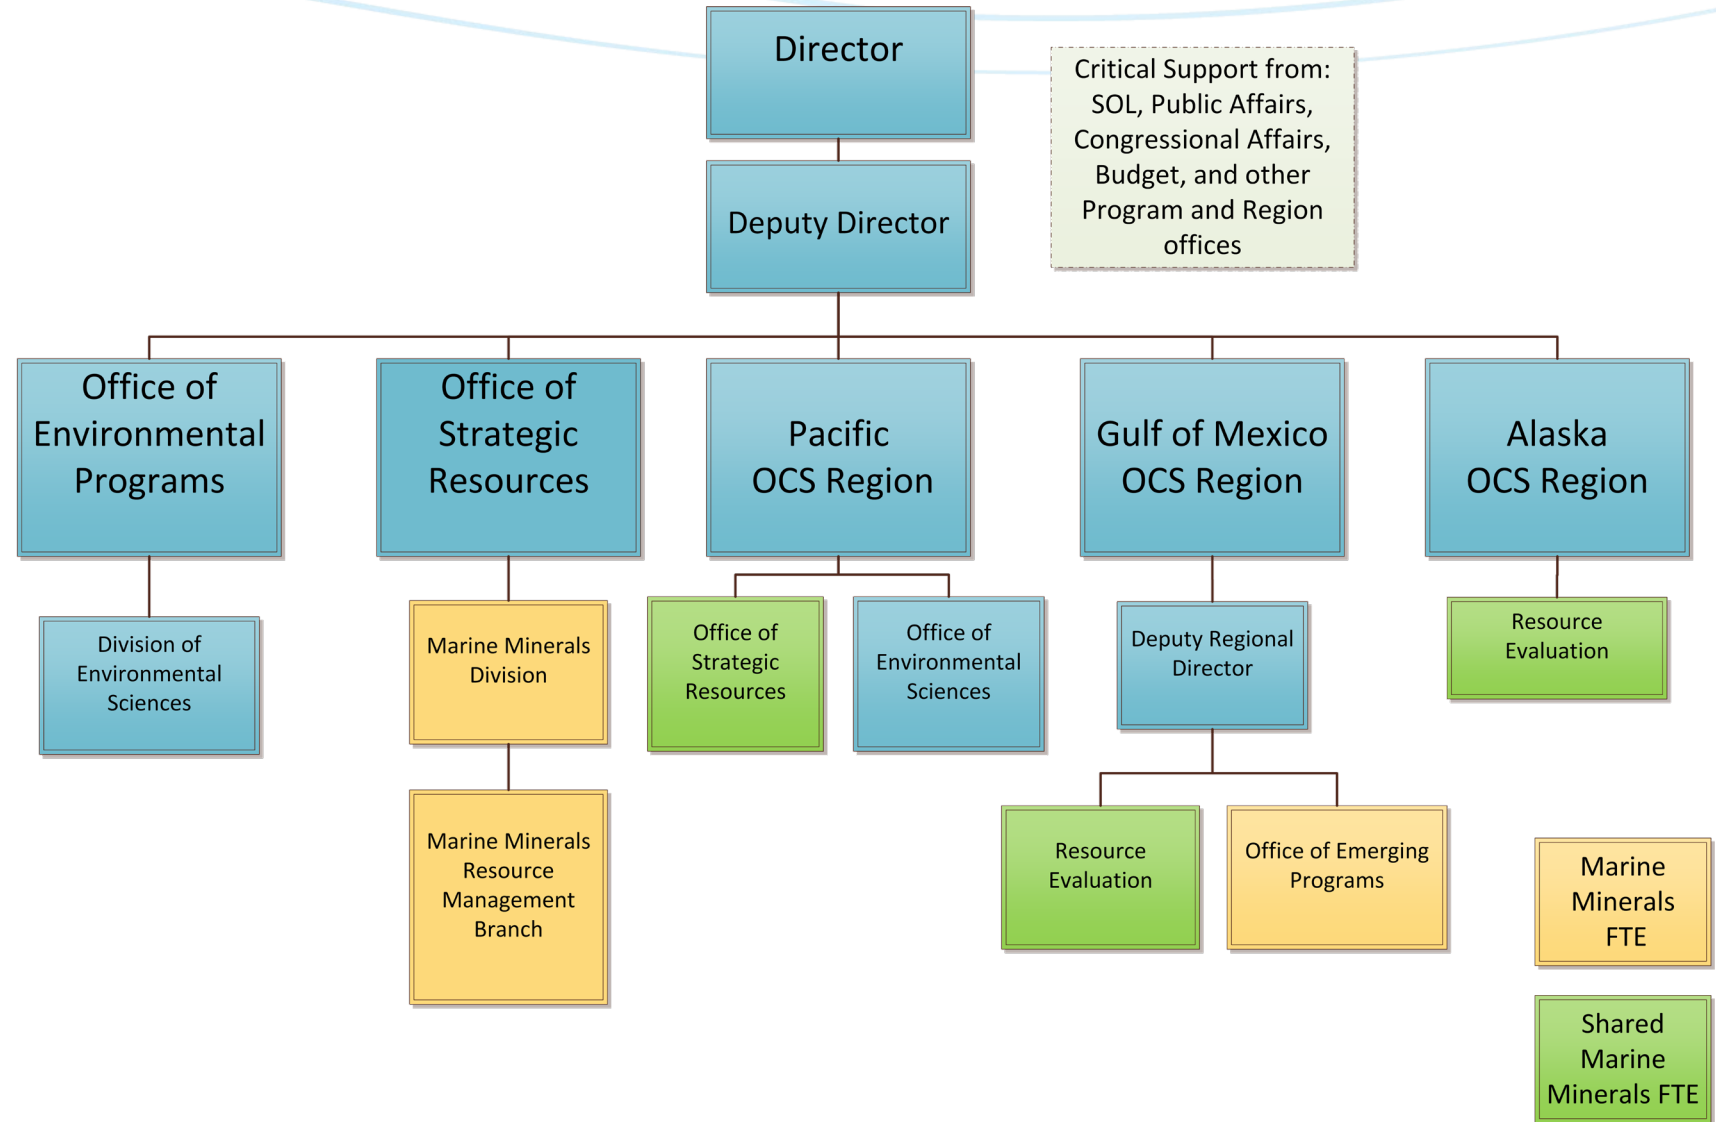 Director
Critical Support from:
SOL, Public Affairs,
Congressional Affairs,
Budget, and other
Program and Region
offices
Deputy Director
Office of
Environmental
Programs
Office of
Strategic
Resources
Pacific
OCS Region
Gulf of Mexico
OCS Region
Alaska
OCS Region
Division of
Environmental
Sciences
Marine Minerals
Division
Office of
Strategic
Resources
Office of
Environmental
Sciences
Deputy Regional
Director
Resource
Evaluation
Marine Minerals
Resource
Management
Branch
Resource
Evaluation
Office of Emerging
Programs
Marine
Minerals
FTE
Shared
Marine
Minerals FTE